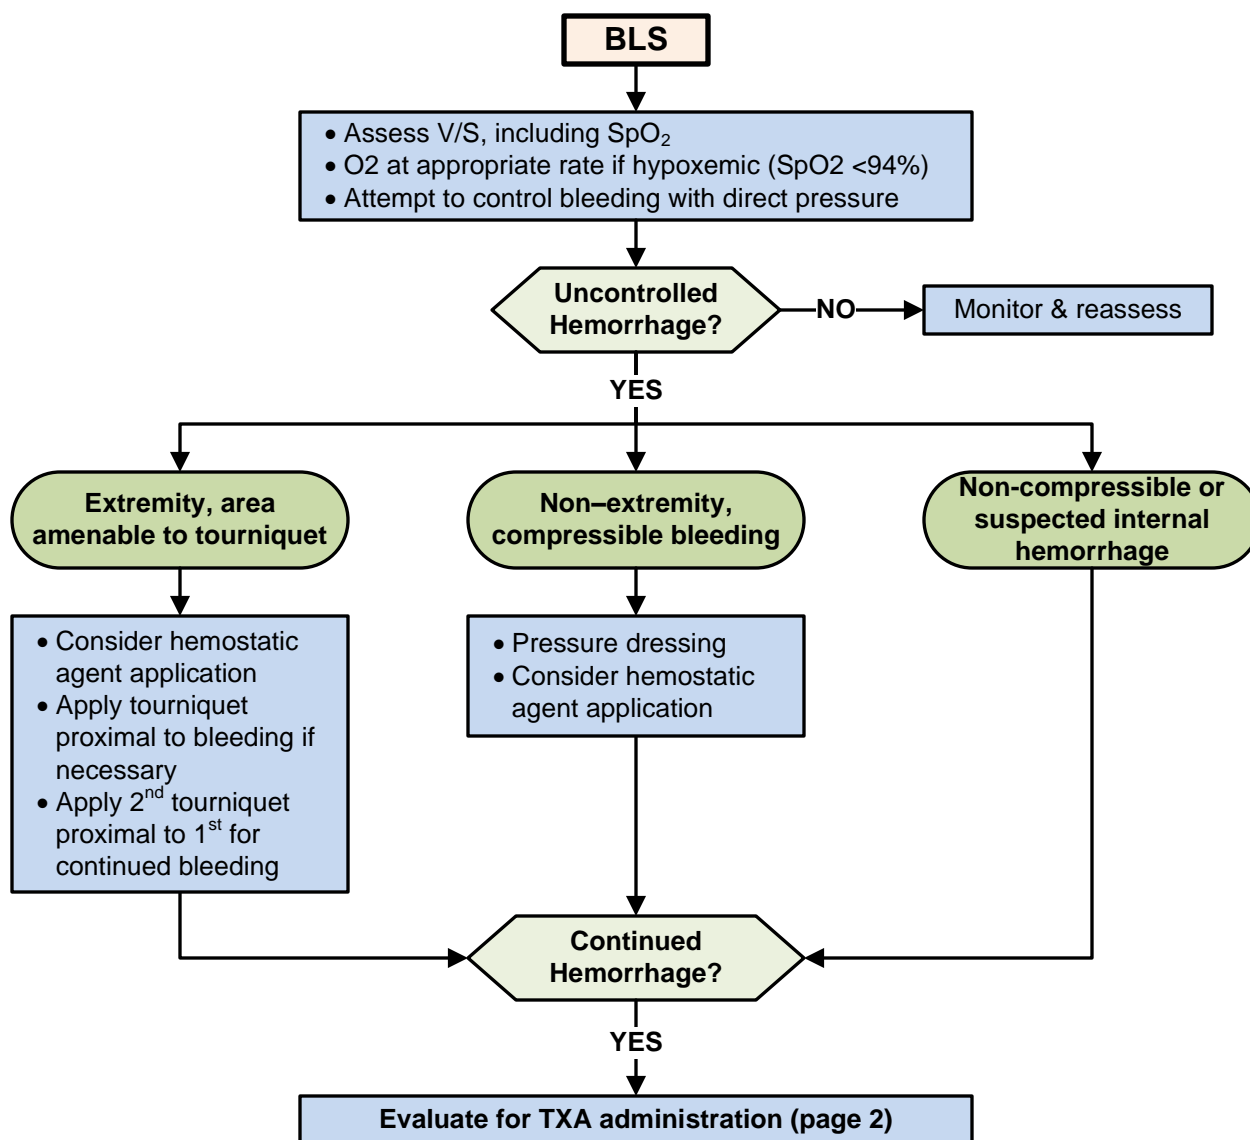 BLS
• Assess V/S, including SpO₂
• O2 at appropriate rate if hypoxemic (SpO2 <94%)
• Attempt to control bleeding with direct pressure
Uncontrolled
Hemorrhage?
NO
Monitor & reassess
YES
Extremity, area
amenable to tourniquet
Non–extremity,
compressible bleeding
Non-compressible or
suspected internal
hemorrhage
• Consider hemostatic
agent application
• Apply tourniquet
proximal to bleeding if
necessary
• Apply 2nd tourniquet
proximal to 1st for
continued bleeding
• Pressure dressing
• Consider hemostatic
agent application
Continued
Hemorrhage?
YES
Evaluate for TXA administration (page 2)